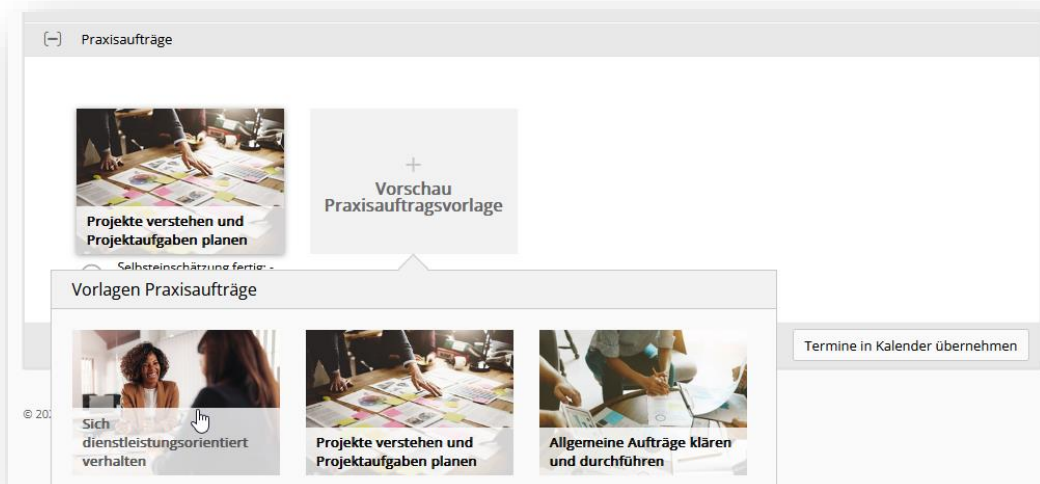 Praxisaufträge
+
Vorschau
Praxisauftragsvorlage
Projekte verstehen und
Projektaufgaben planen
Selbsteinschätzung fertig: -
Vorlagen Praxisaufträge
Termine in Kalender übernehmen
© 20
Sich
dienstleistungsorientiert
verhalten
Projekte verstehen und
Projektaufgaben planen
Allgemeine Aufträge klären
und durchführen